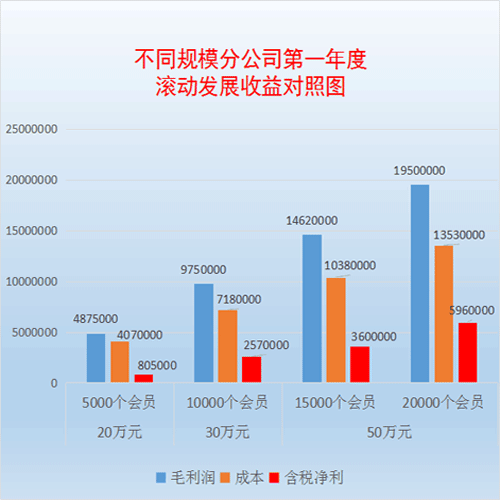 不同规模分公司第一年度
滚动发展收益对照图
25000000
20000000
15000000
10000000
5000000
0
4875000
4070000
805000
9750000
7180000
2570000
14620000
10380000
3600000
19500000
13530000
5960000
5000个会员
10000个会员
15000个会员
20000个会员
20万元
30万元
50万元
毛利润
成本
含税净利